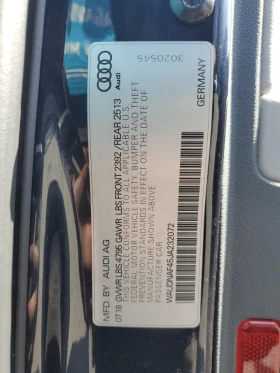 Audi
3020545
MFD. BY AUDI AG GERMANY
07.18 GVWR LBS 4795 GAWR LBS FRONT 2392 /REAR 2513
THIS VEHICLE CONFORMS TO ALL APPLICABLE U.S.
FEDERAL MOTOR VEHICLE SAFETY, BUMPER AND THEFT
PREVENTION STANDARDS IN EFFECT ON THE DATE OF
MANUFACTURE SHOWN ABOVE.
PASSENGER CAR WAUDNAF45JA232072